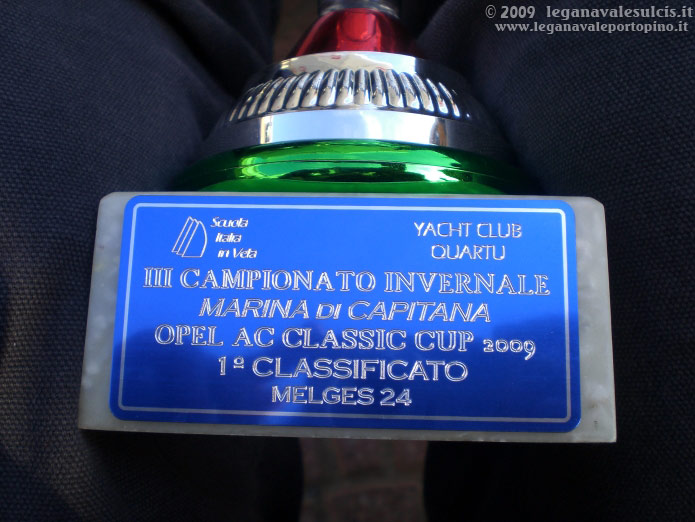 © 2009 leganavalesulcis.it
www.leganavaleportopino.it
Scuola
Italia
in Vela
YACHT CLUB
QUARTU
III CAMPIONATO INVERNALE
MARINA DI CAPITANA
OPEL AC CLASSIC CUP 2009
1º CLASSIFICATO
MELGES 24